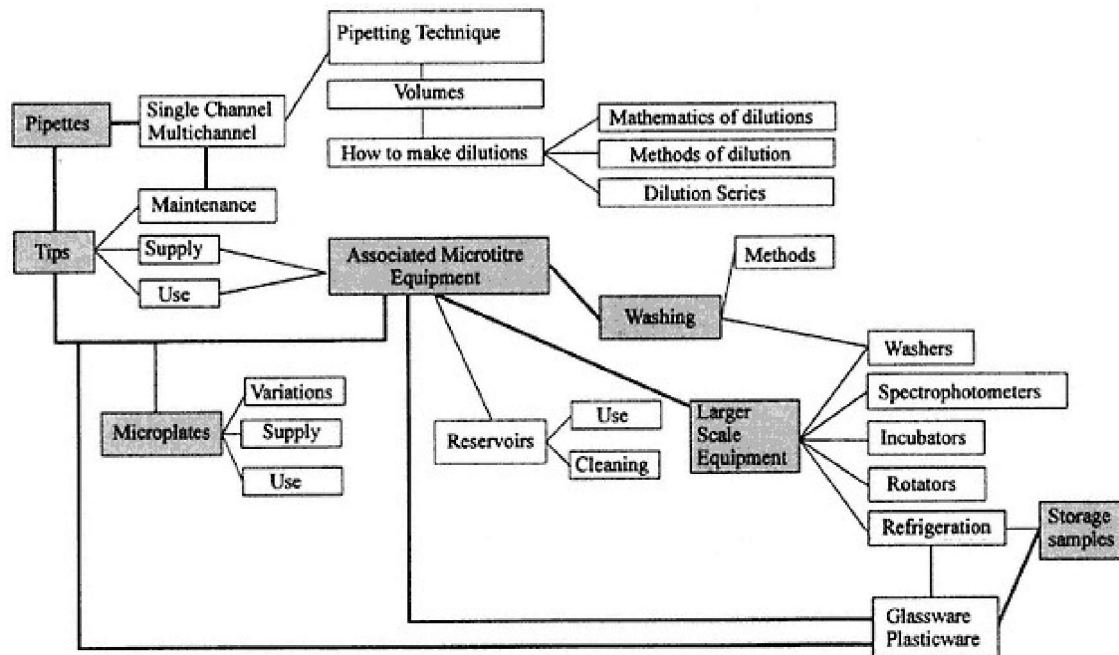 Pipetting Technique
Volumes
How to make dilutions
Mathematics of dilutions
Methods of dilution
Dilution Series
Pipettes
Single Channel
Multichannel
Maintenance
Tips
Supply
Use
Associated Microtitre
Equipment
Methods
Washing
Washers
Spectrophotometers
Incubators
Rotators
Refrigeration
Larger
Scale
Equipment
Variations
Microplates
Supply
Use
Reservoirs
Use
Cleaning
Storage
samples
Glassware
Plasticware